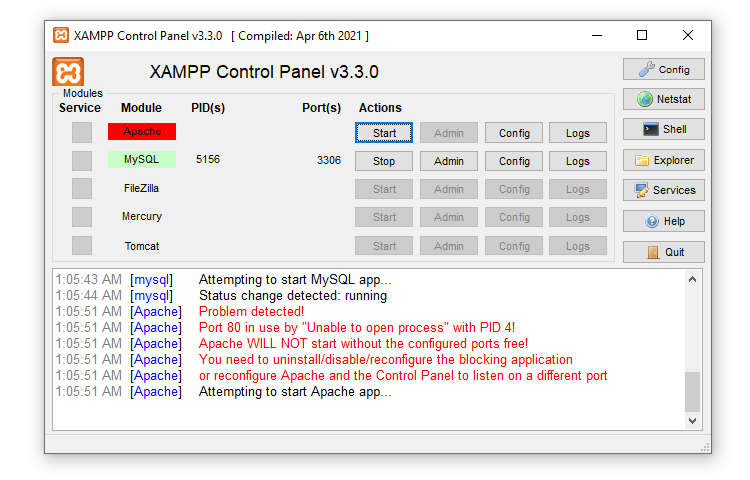 XAMPP Control Panel v3.3.0 [ Compiled: Apr 6th 2021 ]
XAMPP Control Panel v3.3.0
Config
Modules
Service Module PID(s) Port(s) Actions
Netstat
Apache Start Admin Config Logs
Shell
MySQL 5156 3306 Stop Admin Config Logs
Explorer
FileZilla Start Admin Config Logs
Services
Mercury Start Admin Config Logs
Help
Tomcat Start Admin Config Logs
Quit
1:05:43 AM [mysql] Attempting to start MySQL app...
1:05:44 AM [mysql] Status change detected: running
1:05:51 AM [Apache] Problem detected!
1:05:51 AM [Apache] Port 80 in use by "Unable to open process" with PID 4!
1:05:51 AM [Apache] Apache WILL NOT start without the configured ports free!
1:05:51 AM [Apache] You need to uninstall/disable/reconfigure the blocking application
1:05:51 AM [Apache] or reconfigure Apache and the Control Panel to listen on a different port
1:05:51 AM [Apache] Attempting to start Apache app...